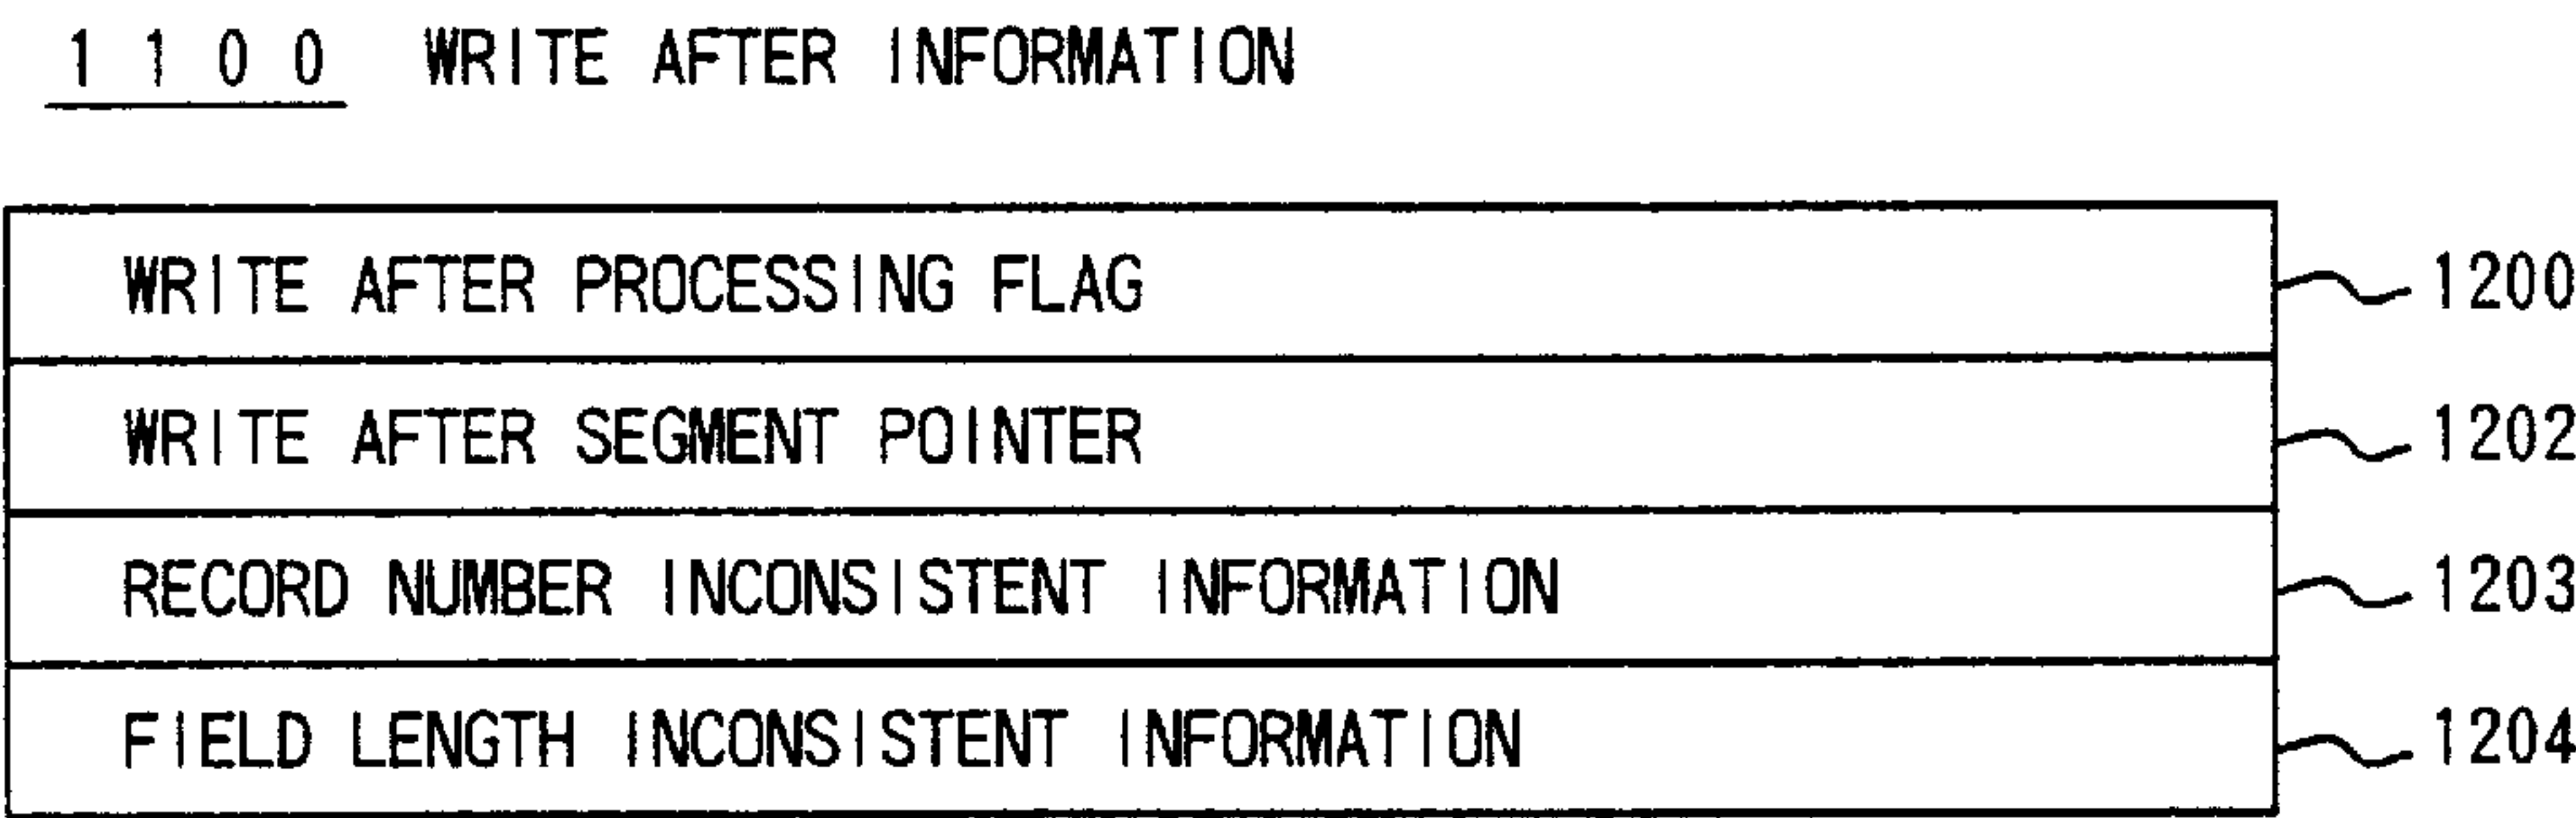 1100 WRITE AFTER INFORMATION
WRITE AFTER PROCESSING FLAG 1200
WRITE AFTER SEGMENT POINTER 1202
RECORD NUMBER INCONSISTENT INFORMATION 1203
FIELD LENGTH INCONSISTENT INFORMATION 1204